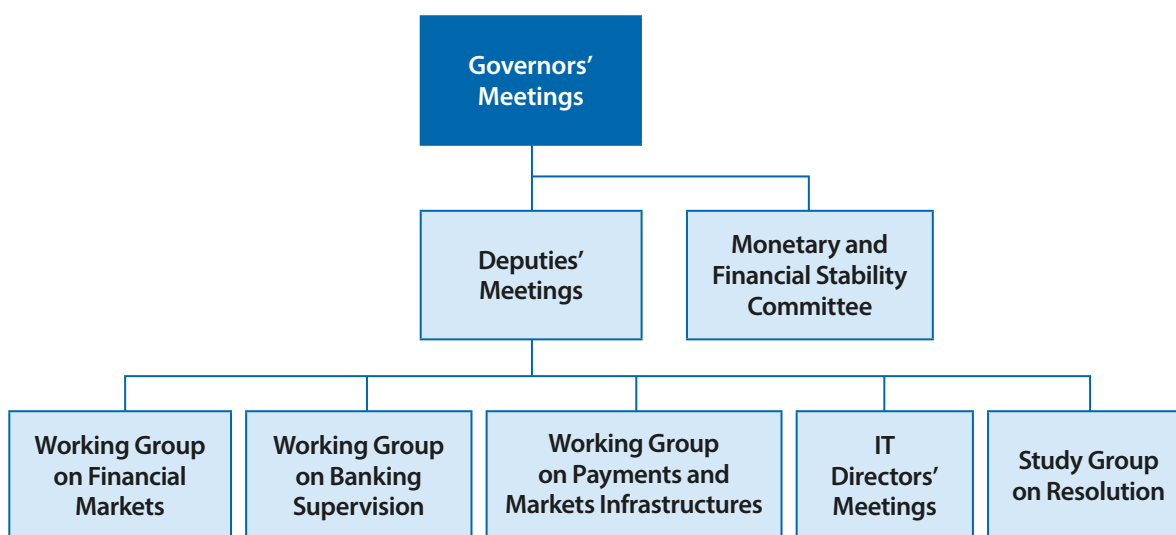 Governors’
Meetings
Deputies’
Meetings
Monetary and
Financial Stability
Committee
Working Group
on Financial
Markets
Working Group
on Banking
Supervision
Working Group
on Payments and
Markets Infrastructures
IT
Directors’
Meetings
Study Group
on Resolution